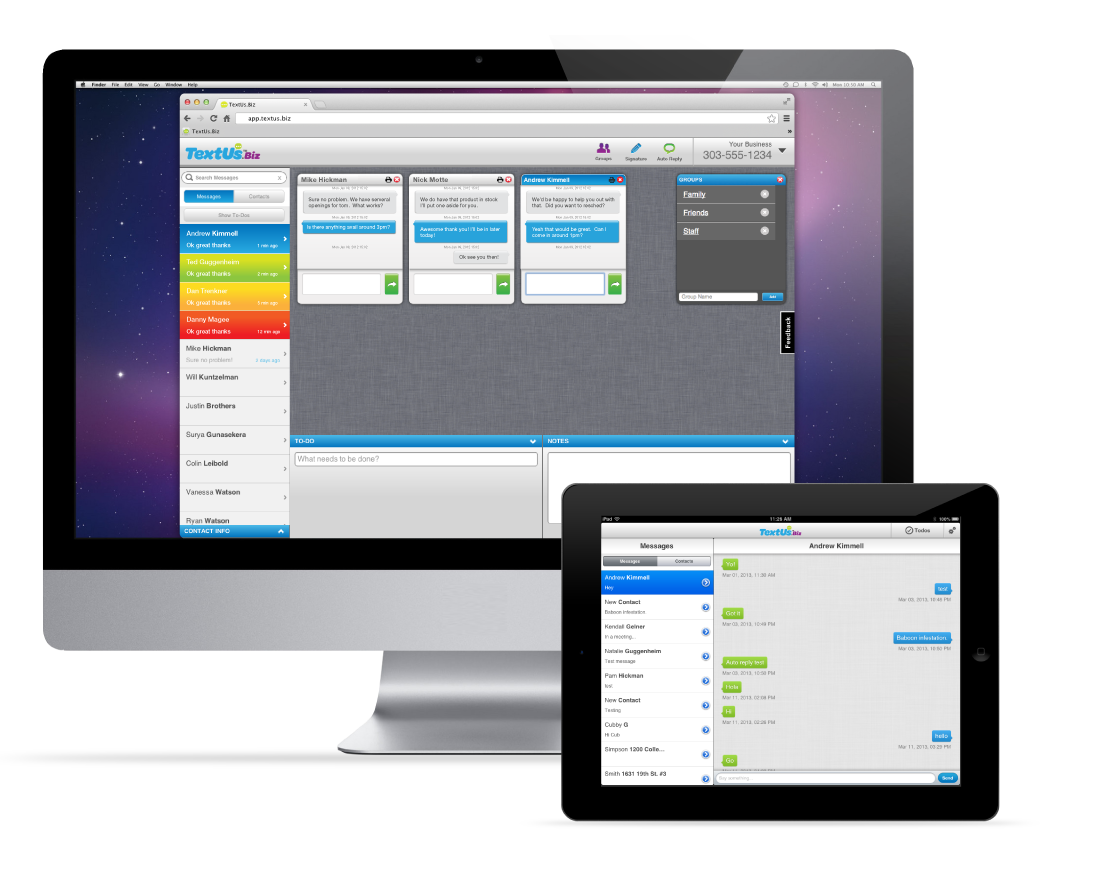 Finder File Edit View Go Window Help
Mon 10:15 AM
TextUs.Biz
app.textus.biz
TextUs.Biz
TextUs.Biz
Groups
Signature
Auto Reply
Your Business
303-555-1234
Search Messages
Messages
Contacts
Show To-Dos
Andrew Kimmell
Ok great thanks
1 min ago
Ted Guggenheim
Ok great thanks
2 min ago
Dan Trenkner
Ok great thanks
Danny Magee
Ok great thanks
12 min ago
Mike Hickman
Sure no problem!
Will Kuntzelman
Justin Brothers
Surya Gunasekera
Colin Leibold
Vanessa Watson
Ryan Watson
CONTACT INFO
Mike Hickman
Sure no problem. We have several
openings for tom. What works?
Is there anything avail around 3pm?
Nick Motte
We do have that product in stock
I'll put one aside for you.
Awesome thank you! I'll be in later
today!
Ok see you then!
Andrew Kimmell
We'd be happy to help you out with
that. Did you want to resched?
Yeah that would be great. Can I
come in around 1pm?
GROUPS
Family
Friends
Staff
Group Name
Add
Feedback
TO-DO
What needs to be done?
NOTES
iPad
11:26 AM
100%
TextUs.Biz
Todos
Messages
Andrew Kimmell
Messages
Contacts
Andrew Kimmell
Hey
New Contact
Baboon infestation
Kendall Gelner
In a meeting...
Natalie Guggenheim
Test message
Pam Hickman
test
New Contact
Testing
Cubby G
Hi Cub
Simpson 1200 Colle...
Smith 1631 19th St. #3
Yo!
Mar 01, 2013, 11:38 AM
test
Mar 03, 2013, 10:45 PM
Got it
Mar 03, 2013, 10:49 PM
Baboon infestation
Mar 03, 2013, 10:50 PM
Auto reply test
Mar 03, 2013, 10:50 PM
Hola
Mar 11, 2013, 02:08 PM
Hi
Mar 11, 2013, 02:26 PM
hello
Mar 11, 2013, 03:25 PM
Go
Say something...
Send